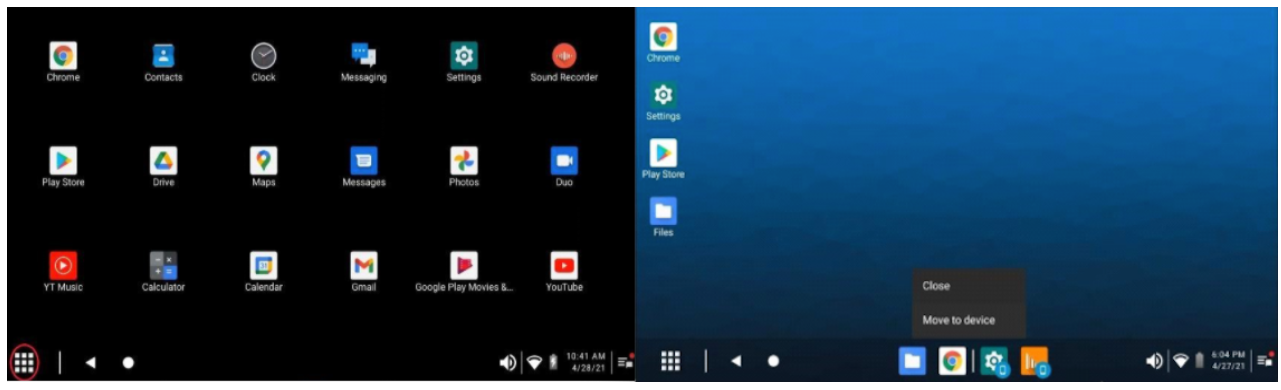 Chrome
Contacts
Clock
Messaging
Settings
Sound Recorder
Play Store
Drive
Maps
Messages
Photos
Duo
YT Music
Calculator
Calendar
Gmail
Google Play Movies &...
YouTube
10:41 AM
4/28/21
Chrome
Settings
Play Store
Files
Close
Move to device
6:04 PM
4/27/21